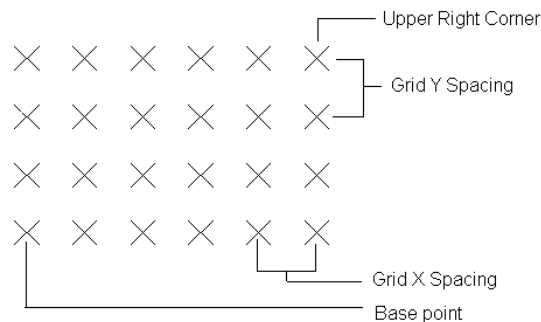 Upper Right Corner
Grid Y Spacing
Grid X Spacing
Base point